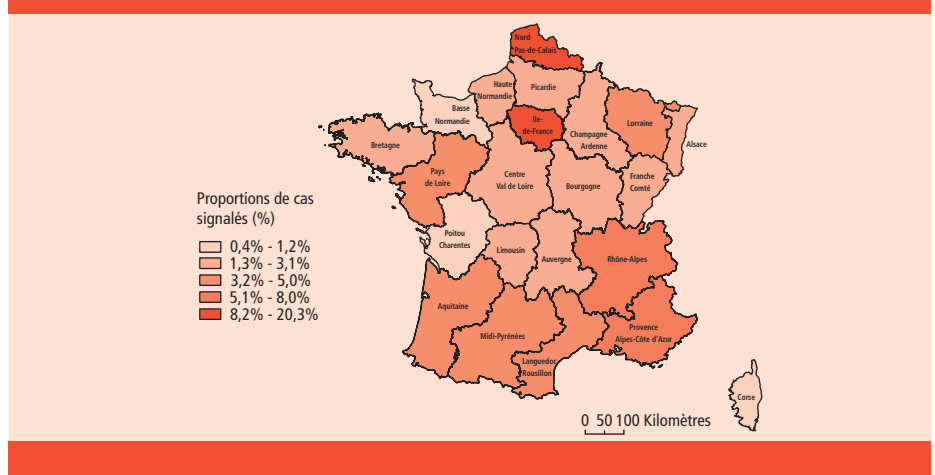 Nord
Pas-de-Calais
Haute
Normandie
Picardie
Basse
Normandie
Ile-
de-France
Champagne
Ardenne
Lorraine
Alsace
Bretagne
Pays
de Loire
Centre
Val de Loire
Bourgogne
Franche
Comté
Proportions de cas
signalés (%)
0,4% - 1,2%
1,3% - 3,1%
3,2% - 5,0%
5,1% - 8,0%
8,2% - 20,3%
Poitou
Charentes
Limousin
Auvergne
Rhône-Alpes
Aquitaine
Midi-Pyrénées
Provence
Alpes-Côte d'Azur
Languedoc
Rousillon
Corse
0 50 100 Kilomètres